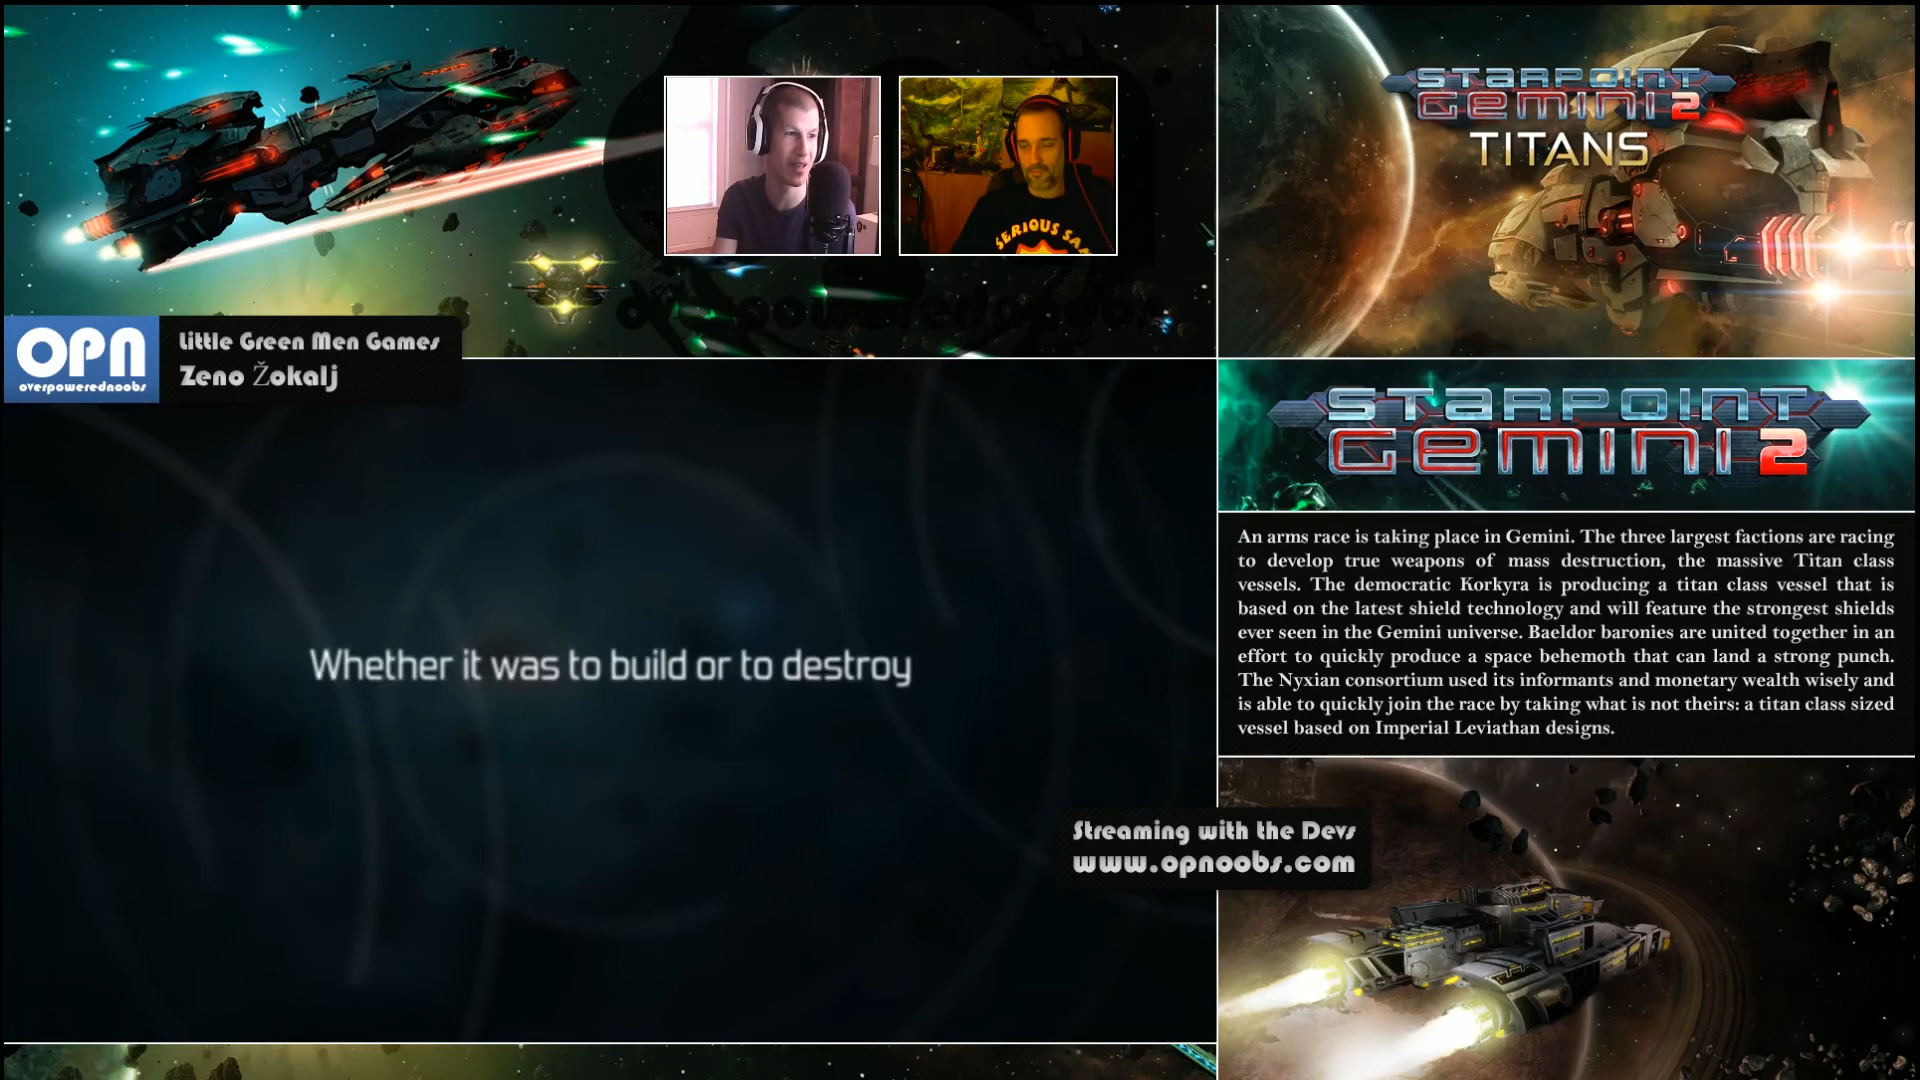 STARPOINT
GEMINI 2
TITANS
SERIOUS SA
overpowerednoobs
OPN
overpowerednoobs
Little Green Men Games
Zeno Žokalj
STARPOINT
GEMINI 2
An arms race is taking place in Gemini. The three largest factions are racing
to develop true weapons of mass destruction, the massive Titan class
vessels. The democratic Korkyra is producing a titan class vessel that is
based on the latest shield technology and will feature the strongest shields
ever seen in the Gemini universe. Baeldor baronies are united together in an
effort to quickly produce a space behemoth that can land a strong punch.
The Nyxian consortium used its informants and monetary wealth wisely and
is able to quickly join the race by taking what is not theirs: a titan class sized
vessel based on Imperial Leviathan designs.
Whether it was to build or to destroy
Streaming with the Devs
www.opnoobs.com